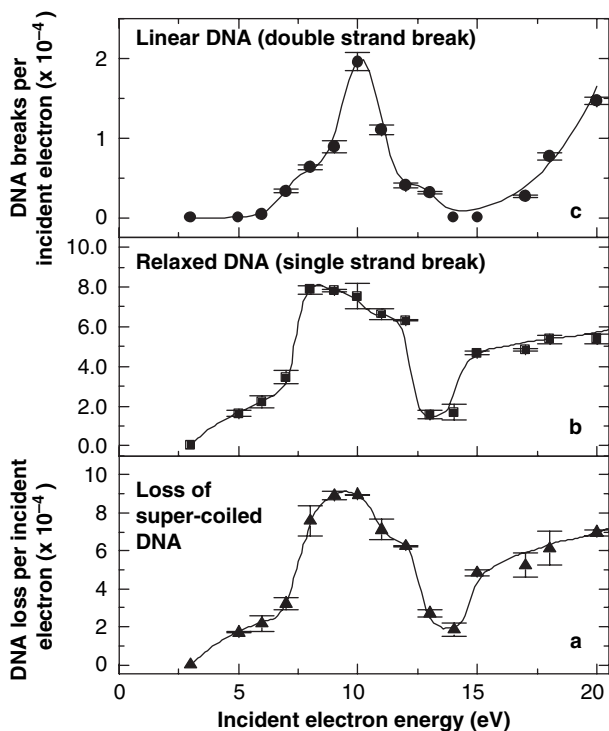 Linear DNA (double strand break)
DNA breaks per
incident electron (x 10⁻⁴)
2
1
0
c
Relaxed DNA (single strand break)
10.0
8.0
6.0
4.0
2.0
0.0
b
Loss of
super-coiled
DNA
DNA loss per incident
electron (x 10⁻⁴)
10
8
6
4
2
0
a
0 5 10 15 20
Incident electron energy (eV)